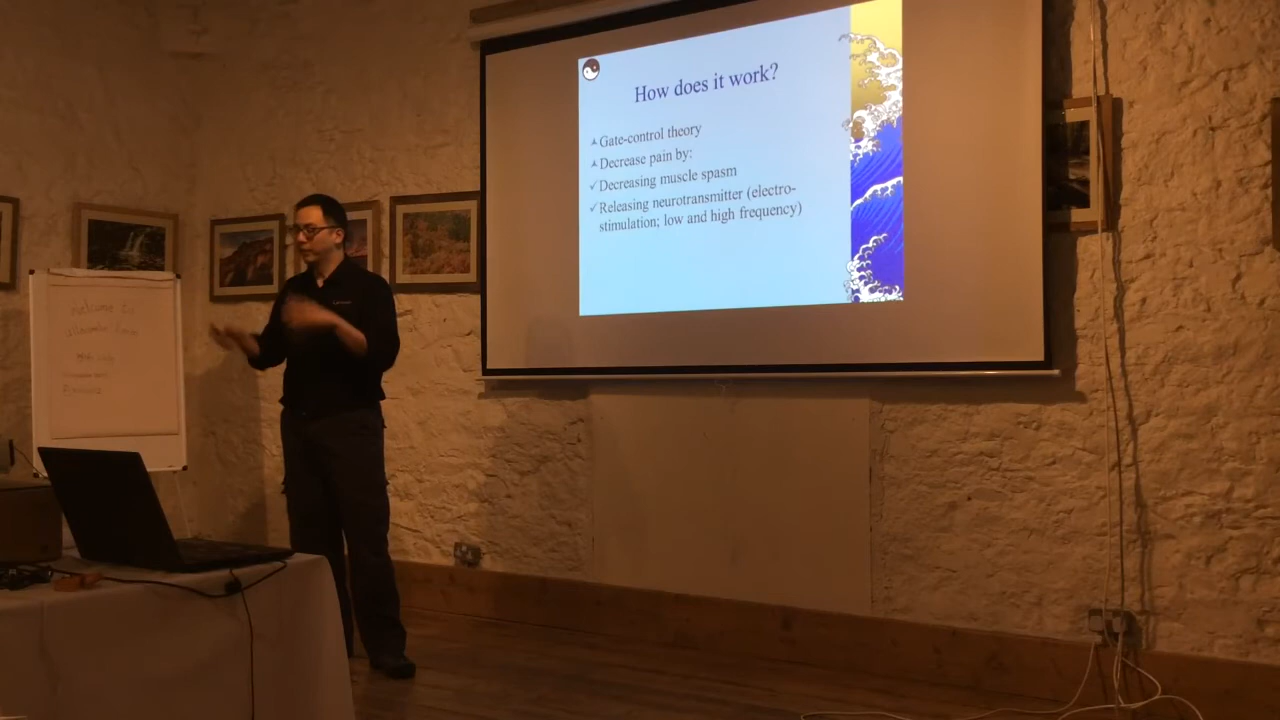 How does it work?
Gate-control theory
Decrease pain by:
✓Decreasing muscle spasm
✓Releasing neurotransmitter (electro-
stimulation; low and high frequency)
welcome to